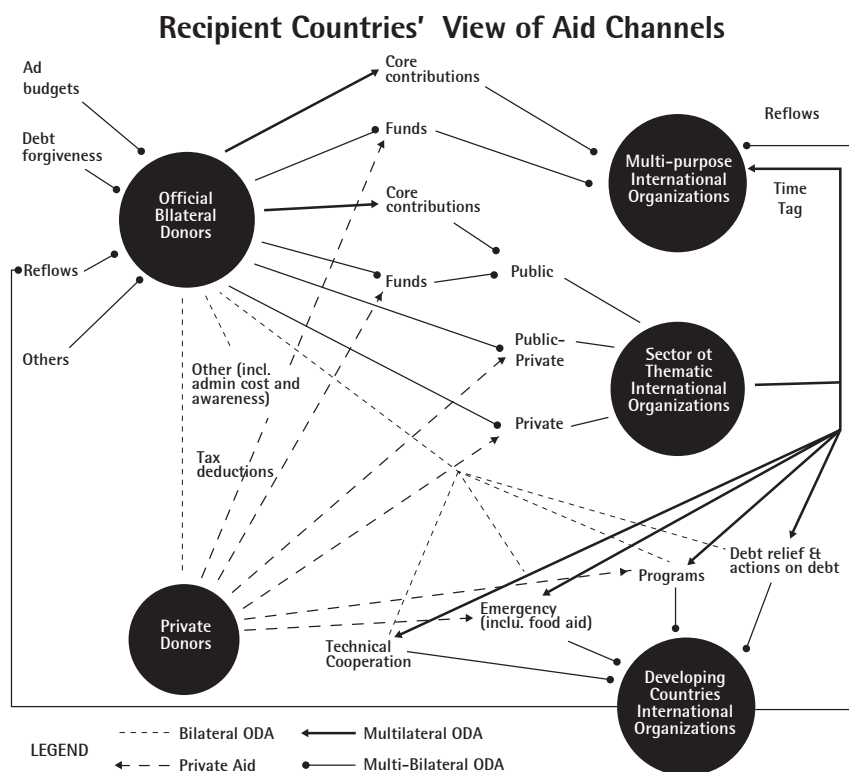 Recipient Countries' View of Aid Channels
Ad
budgets
Debt
forgiveness
Reflows
Others
Official
BIlateral
Donors
Core
contributions
Funds
Core
contributions
Funds
Public
Public-
Private
Private
Multi-purpose
International
Organizations
Reflows
Time
Tag
Sector ot
Thematic
International
Organizations
Other (incl.
admin cost and
awareness)
Tax
deductions
Private
Donors
Technical
Cooperation
Emergency
(inclu. food aid)
Programs
Debt relief &
actions on debt
Developing
Countries
International
Organizations
LEGEND
Bilateral ODA
Multilateral ODA
Private Aid
Multi-Bilateral ODA